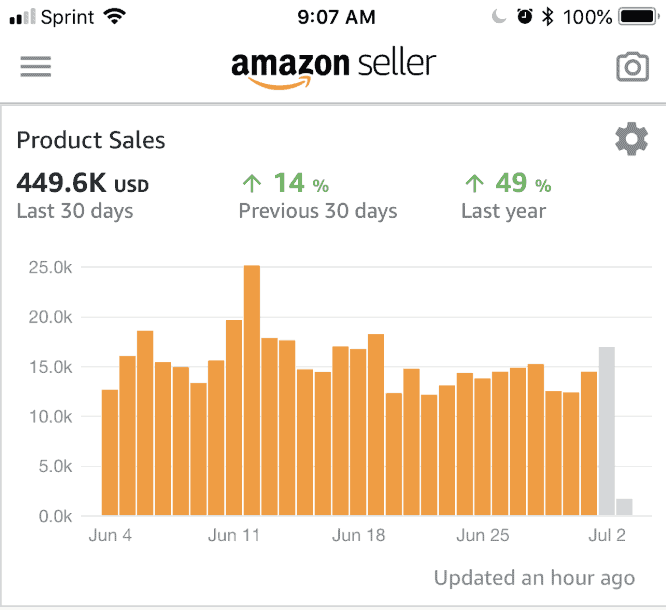 Sprint 9:07 AM 100%
amazon seller
Product Sales
449.6K USD 14 % 49 %
Last 30 days Previous 30 days Last year
25.0k
20.0k
15.0k
10.0k
5.0k
0.0k
Jun 4 Jun 11 Jun 18 Jun 25 Jul 2
Updated an hour ago